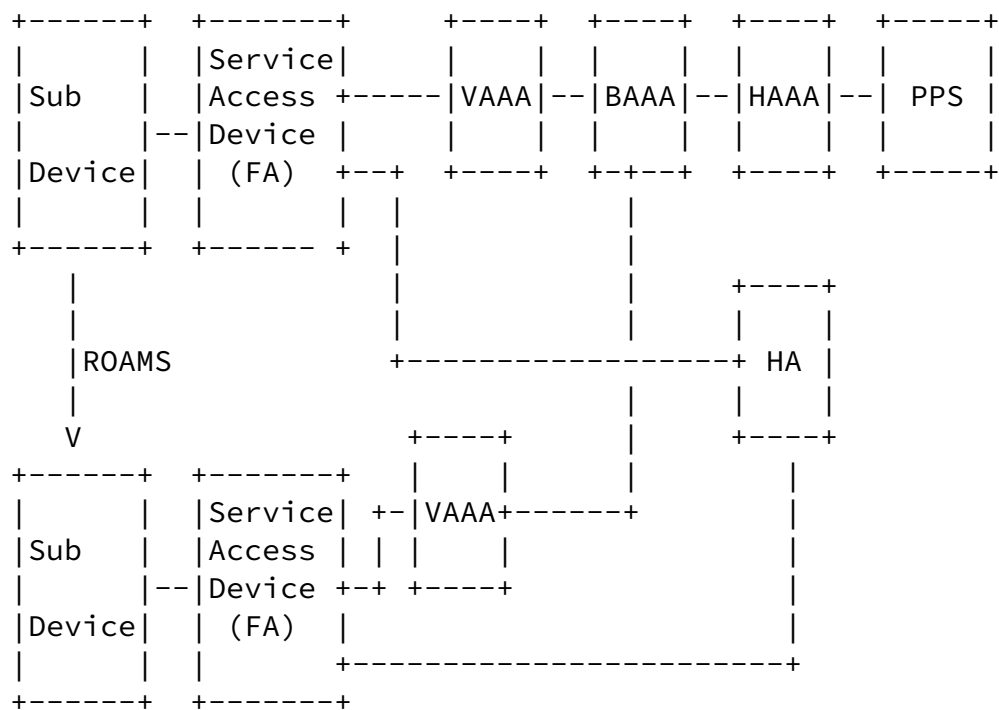 +------+  +-------+      +----+  +----+  +----+  +-----+
|      |  |Service|      |    |  |    |  |    |  |     |
|Sub   |  |Access +-----|VAAA|--|BAAA|--|HAAA|--| PPS |
|      |--|Device |      |    |  |    |  |    |  |     |
|Device|  | (FA)  +--+  +----+  +-+--+  +----+  +-----+
|      |  |       |  |            |
+------+  +------ +  |            |
   |                 |            |     +----+
   |                 |            |     |    |
   |ROAMS            +------------------+ HA |
   |                              |     |    |
   V                  +----+      |     +----+
+------+  +-------+   |    |      |        |
|      |  |Service| +-|VAAA+------+        |
|Sub   |  |Access | | |    |               |
|      |--|Device +-+ +----+               |
|Device|  | (FA)  |                        |
|      |  |       +------------------------+
+------+  +-------+